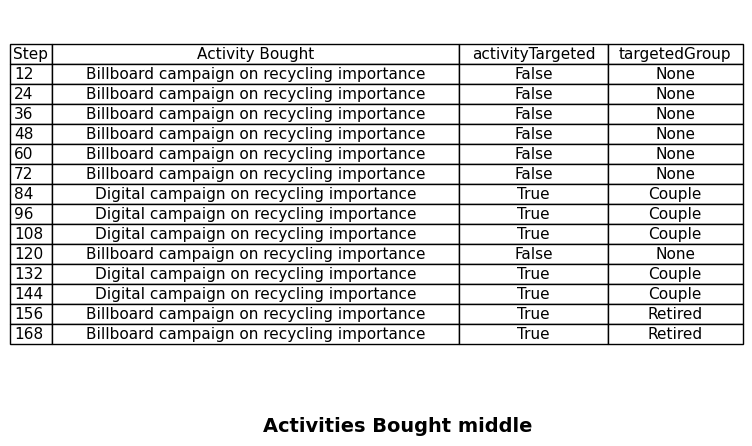 Step Activity Bought activityTargeted targetedGroup
12 Billboard campaign on recycling importance False None
24 Billboard campaign on recycling importance False None
36 Billboard campaign on recycling importance False None
48 Billboard campaign on recycling importance False None
60 Billboard campaign on recycling importance False None
72 Billboard campaign on recycling importance False None
84 Digital campaign on recycling importance True Couple
96 Digital campaign on recycling importance True Couple
108 Digital campaign on recycling importance True Couple
120 Billboard campaign on recycling importance False None
132 Digital campaign on recycling importance True Couple
144 Digital campaign on recycling importance True Couple
156 Billboard campaign on recycling importance True Retired
168 Billboard campaign on recycling importance True Retired
Activities Bought middle